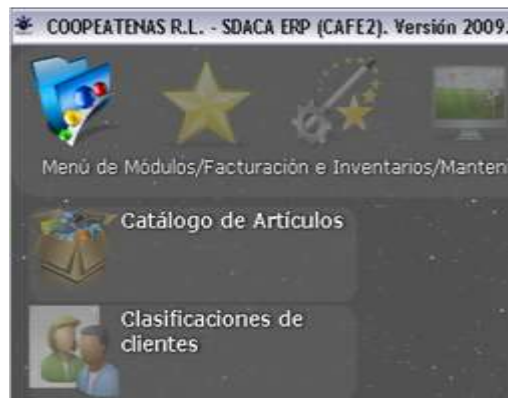 COOPEATENAS R.L. - SDACA ERP (CAFE2). Versión 2009.
Menú de Módulos/Facturación e Inventarios/Manten
Catálogo de Artículos
Clasificaciones de
clientes